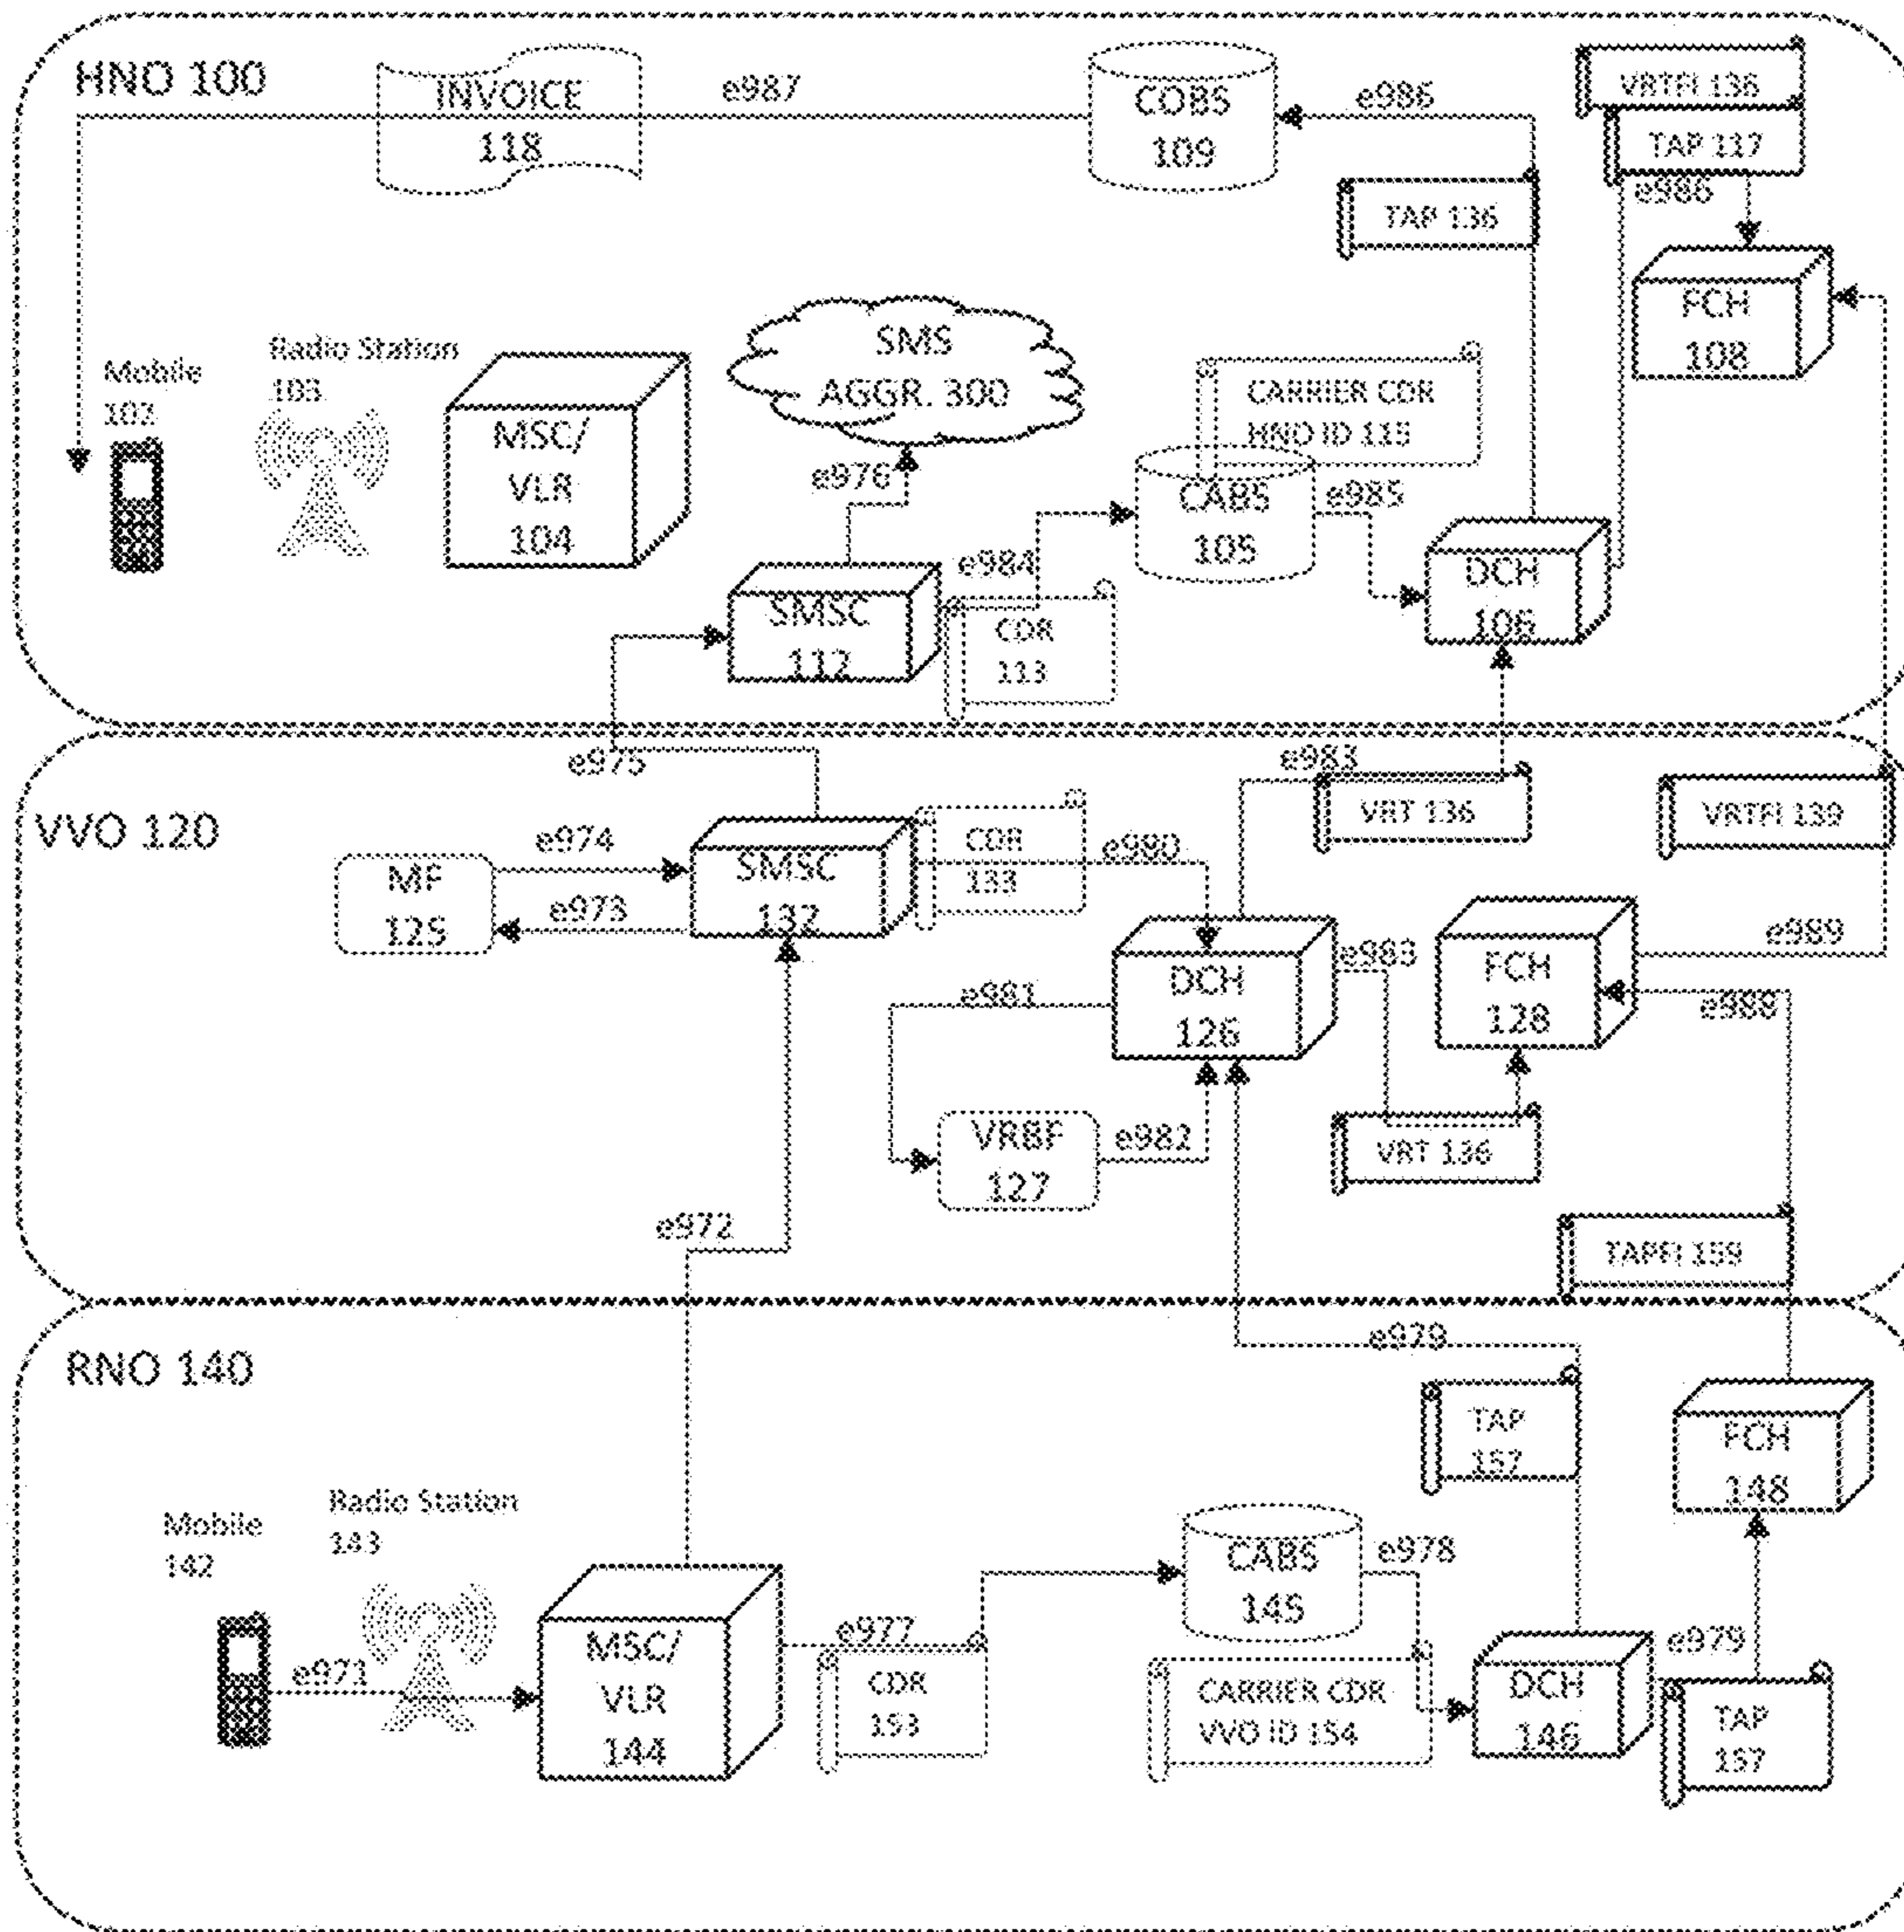 HNO 100
INVOICE
118
e987
COBS
109
e986
VRTFI 136
TAP 117
e986
TAP 136
FCH
108
Mobile
102
Radio Station
103
MSC/
VLR
104
SMS
AGGR. 300
e976
CARRIER CDR
HNO ID 115
CABS
105
e985
DCH
106
e984
SMSC
112
CDR
113
e975
e983
VRT 136
VRTFI 139
VVO 120
MF
125
e974
e973
SMSC
132
CDR
133
e980
DCH
126
e983
FCH
128
e989
e988
e981
VRBF
127
e982
VRT 136
e972
TAPFI 159
e979
RNO 140
TAP
157
FCH
148
Mobile
142
Radio Station
143
e971
MSC/
VLR
144
e977
CDR
153
CABS
145
e978
CARRIER CDR
VVO ID 154
DCH
146
e979
TAP
157